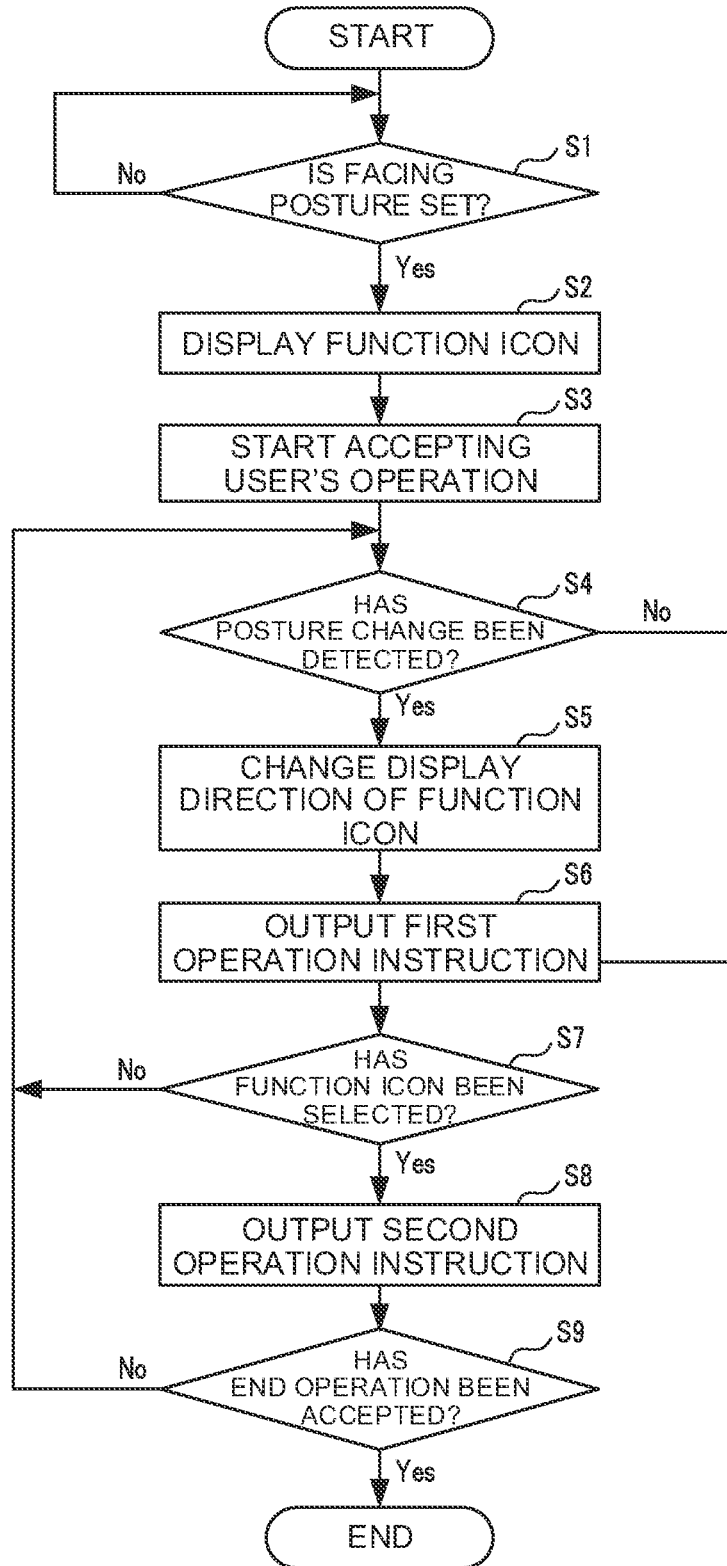 START
S1
No
IS FACING
POSTURE SET?
Yes
S2
DISPLAY FUNCTION ICON
S3
START ACCEPTING
USER'S OPERATION
S4
HAS
POSTURE CHANGE BEEN
DETECTED?
No
Yes
S5
CHANGE DISPLAY
DIRECTION OF FUNCTION
ICON
S6
OUTPUT FIRST
OPERATION INSTRUCTION
S7
No
HAS
FUNCTION ICON BEEN
SELECTED?
Yes
S8
OUTPUT SECOND
OPERATION INSTRUCTION
S9
No
HAS
END OPERATION BEEN
ACCEPTED?
Yes
END